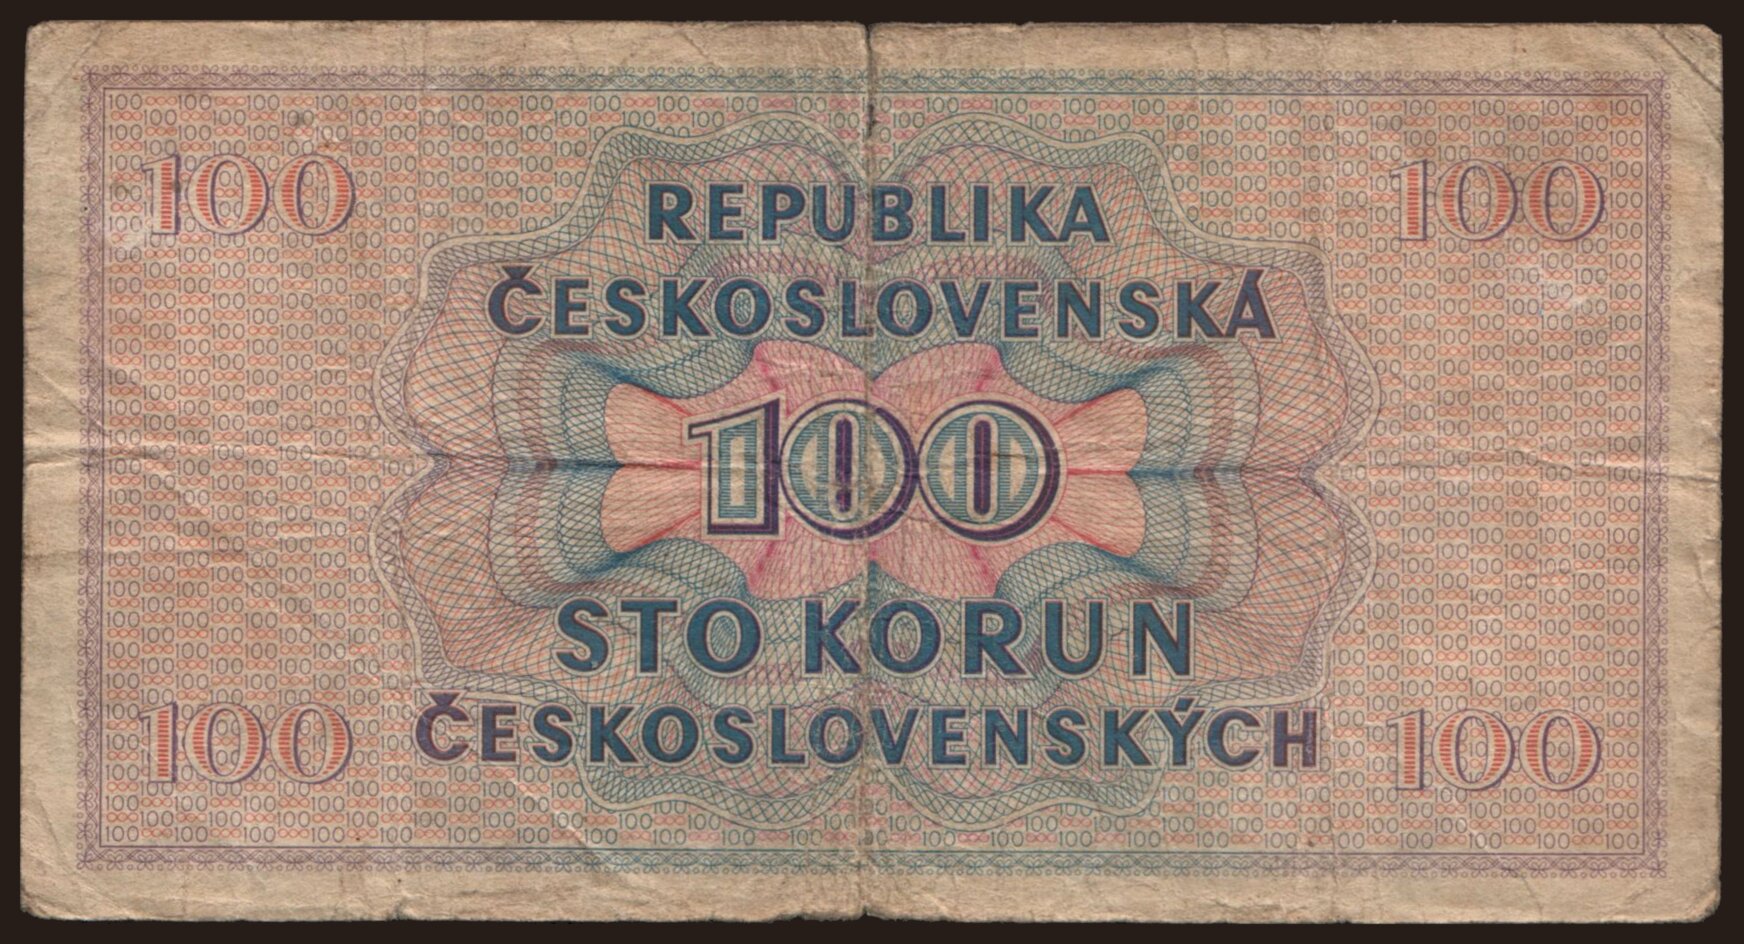 100 100
REPUBLIKA
ČESKOSLOVENSKÁ
100
STO KORUN
ČESKOSLOVENSKÝCH
100 100